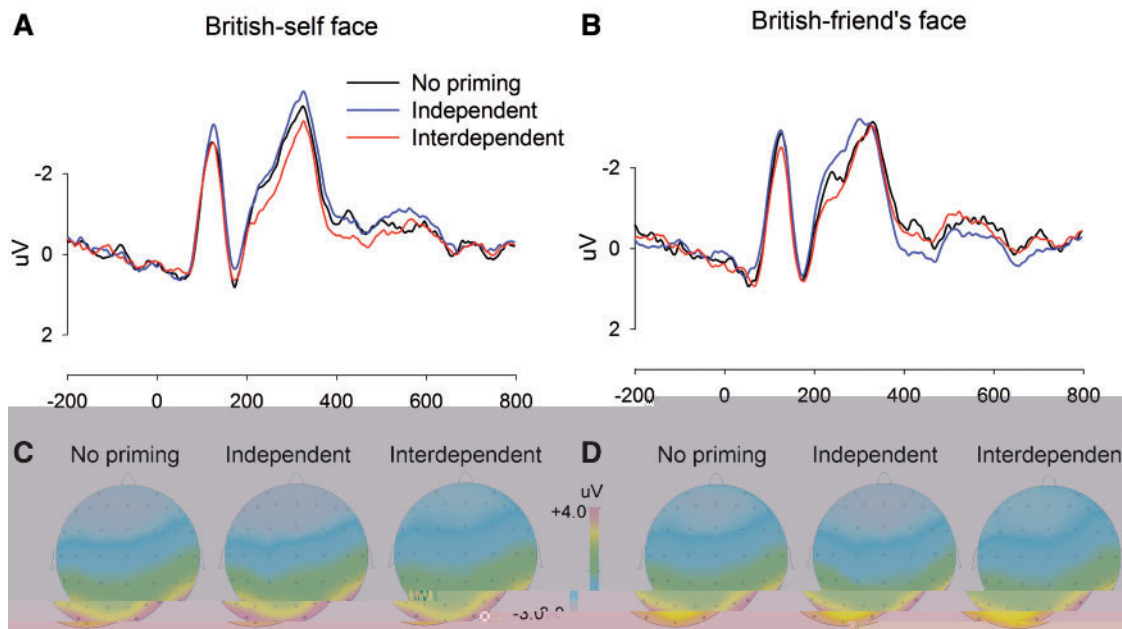 A
British-self face
No priming
Independent
Interdependent
uV
-2
0
2
-200 0 200 400 600 800
B
British-friend's face
uV
-2
0
2
-200 0 200 400 600 800
C
No priming Independent Interdependent
uV
+4.0
D
No priming Independent Interdependent